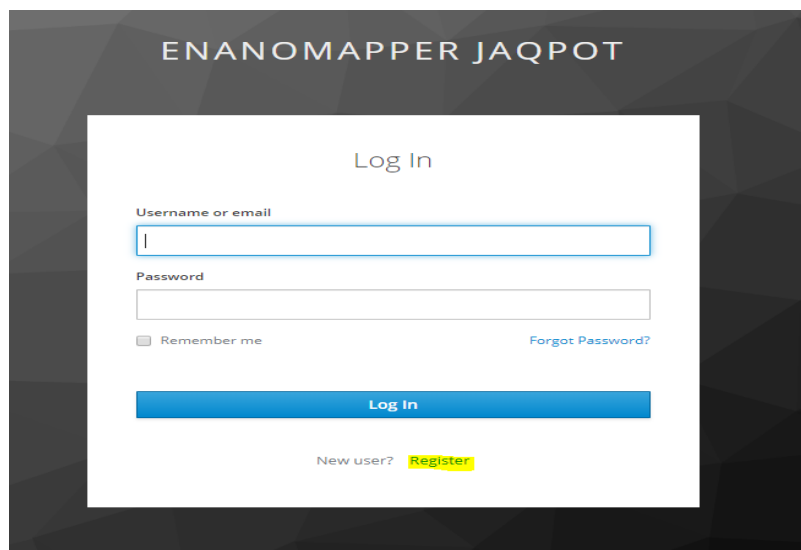 ENANOMAPPER JAQPOT
Log In
Username or email
Password
Remember me Forgot Password?
Log In
New user? Register